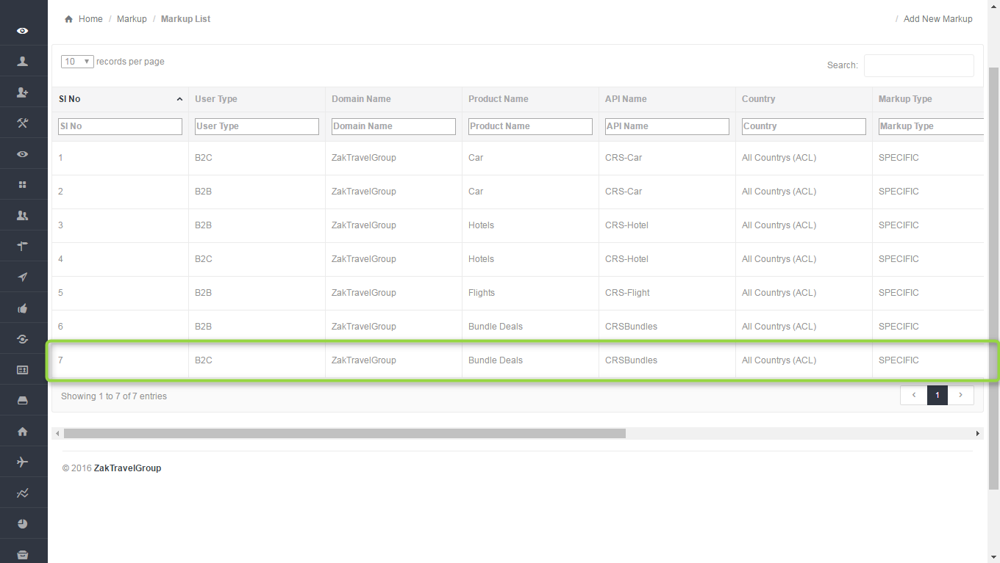 Home / Markup / Markup List / Add New Markup
10 records per page Search:
Sl No User Type Domain Name Product Name API Name Country Markup Type
Sl No User Type Domain Name Product Name API Name Country Markup Type
1 B2C ZakTravelGroup Car CRS-Car All Countrys (ACL) SPECIFIC
2 B2B ZakTravelGroup Car CRS-Car All Countrys (ACL) SPECIFIC
3 B2B ZakTravelGroup Hotels CRS-Hotel All Countrys (ACL) SPECIFIC
4 B2C ZakTravelGroup Hotels CRS-Hotel All Countrys (ACL) SPECIFIC
5 B2B ZakTravelGroup Flights CRS-Flight All Countrys (ACL) SPECIFIC
6 B2B ZakTravelGroup Bundle Deals CRSBundles All Countrys (ACL) SPECIFIC
7 B2C ZakTravelGroup Bundle Deals CRSBundles All Countrys (ACL) SPECIFIC
Showing 1 to 7 of 7 entries 1
© 2016 ZakTravelGroup